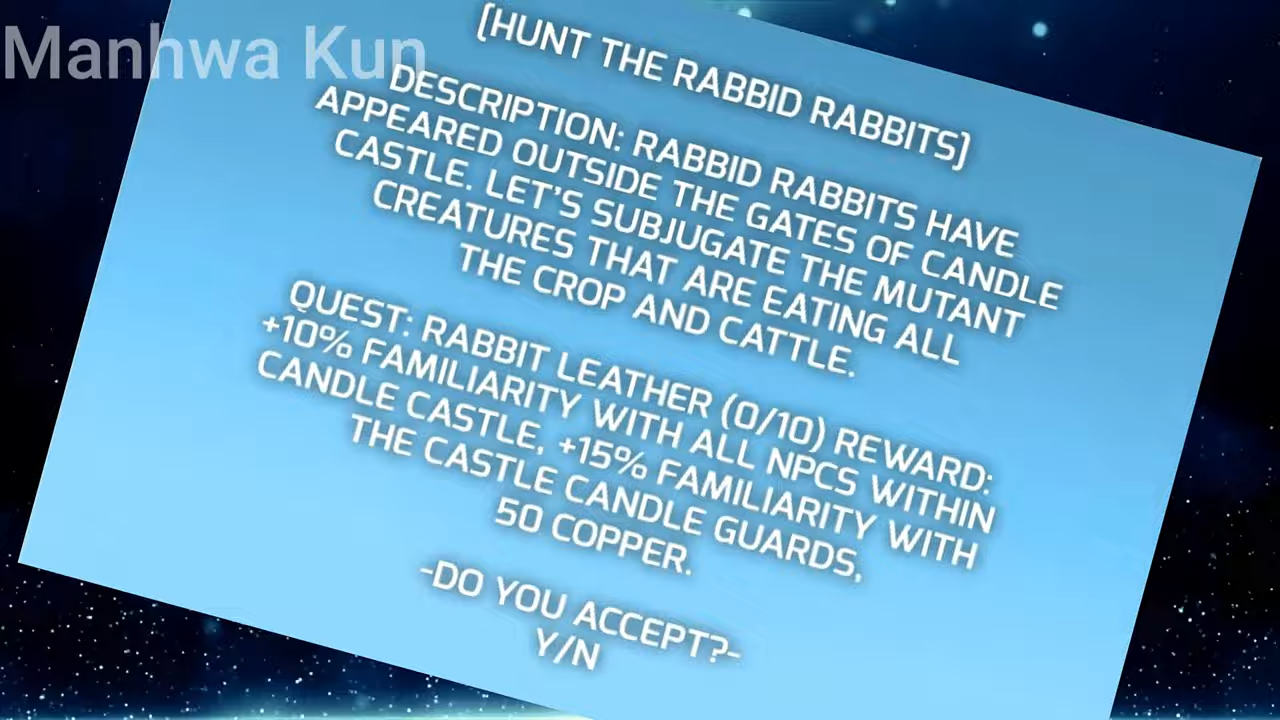 Manhwa Kun
[HUNT THE RABBID RABBITS]
DESCRIPTION: RABBID RABBITS HAVE
APPEARED OUTSIDE THE GATES OF CANDLE
CASTLE. LET'S SUBJUGATE THE MUTANT
CREATURES THAT ARE EATING ALL
THE CROP AND CATTLE.
QUEST: RABBIT LEATHER (0/10) REWARD:
+10% FAMILIARITY WITH ALL NPCS WITHIN
CANDLE CASTLE, +15% FAMILIARITY WITH
THE CASTLE CANDLE GUARDS,
50 COPPER.
-DO YOU ACCEPT?-
Y/N